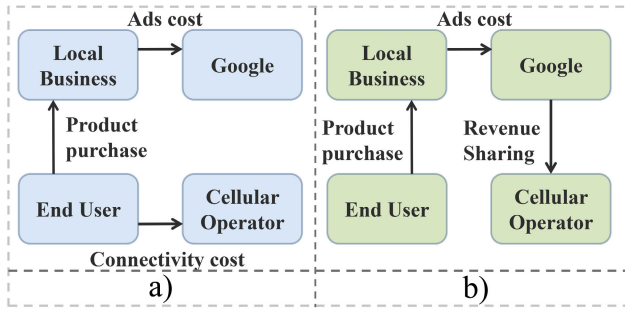 Ads cost
Local
Business
Google
Product
purchase
End User
Cellular
Operator
Connectivity cost
a)
Ads cost
Local
Business
Google
Product
purchase
Revenue
Sharing
End User
Cellular
Operator
b)